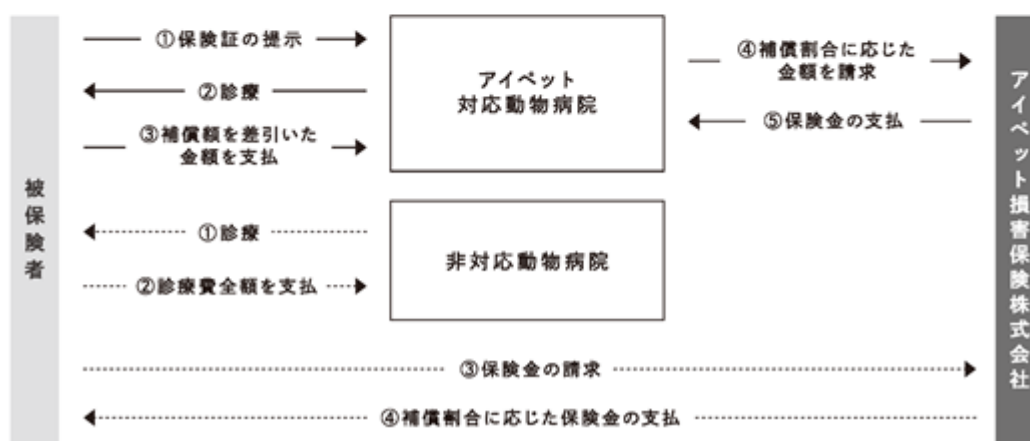 被保険者
①保険証の提示
②診療
③補償額を差引いた
金額を支払
アイペット
対応動物病院
④補償割合に応じた
金額を請求
⑤保険金の支払
①診療
②診療費全額を支払
非対応動物病院
③保険金の請求
④補償割合に応じた保険金の支払
アイペット損害保険株式会社